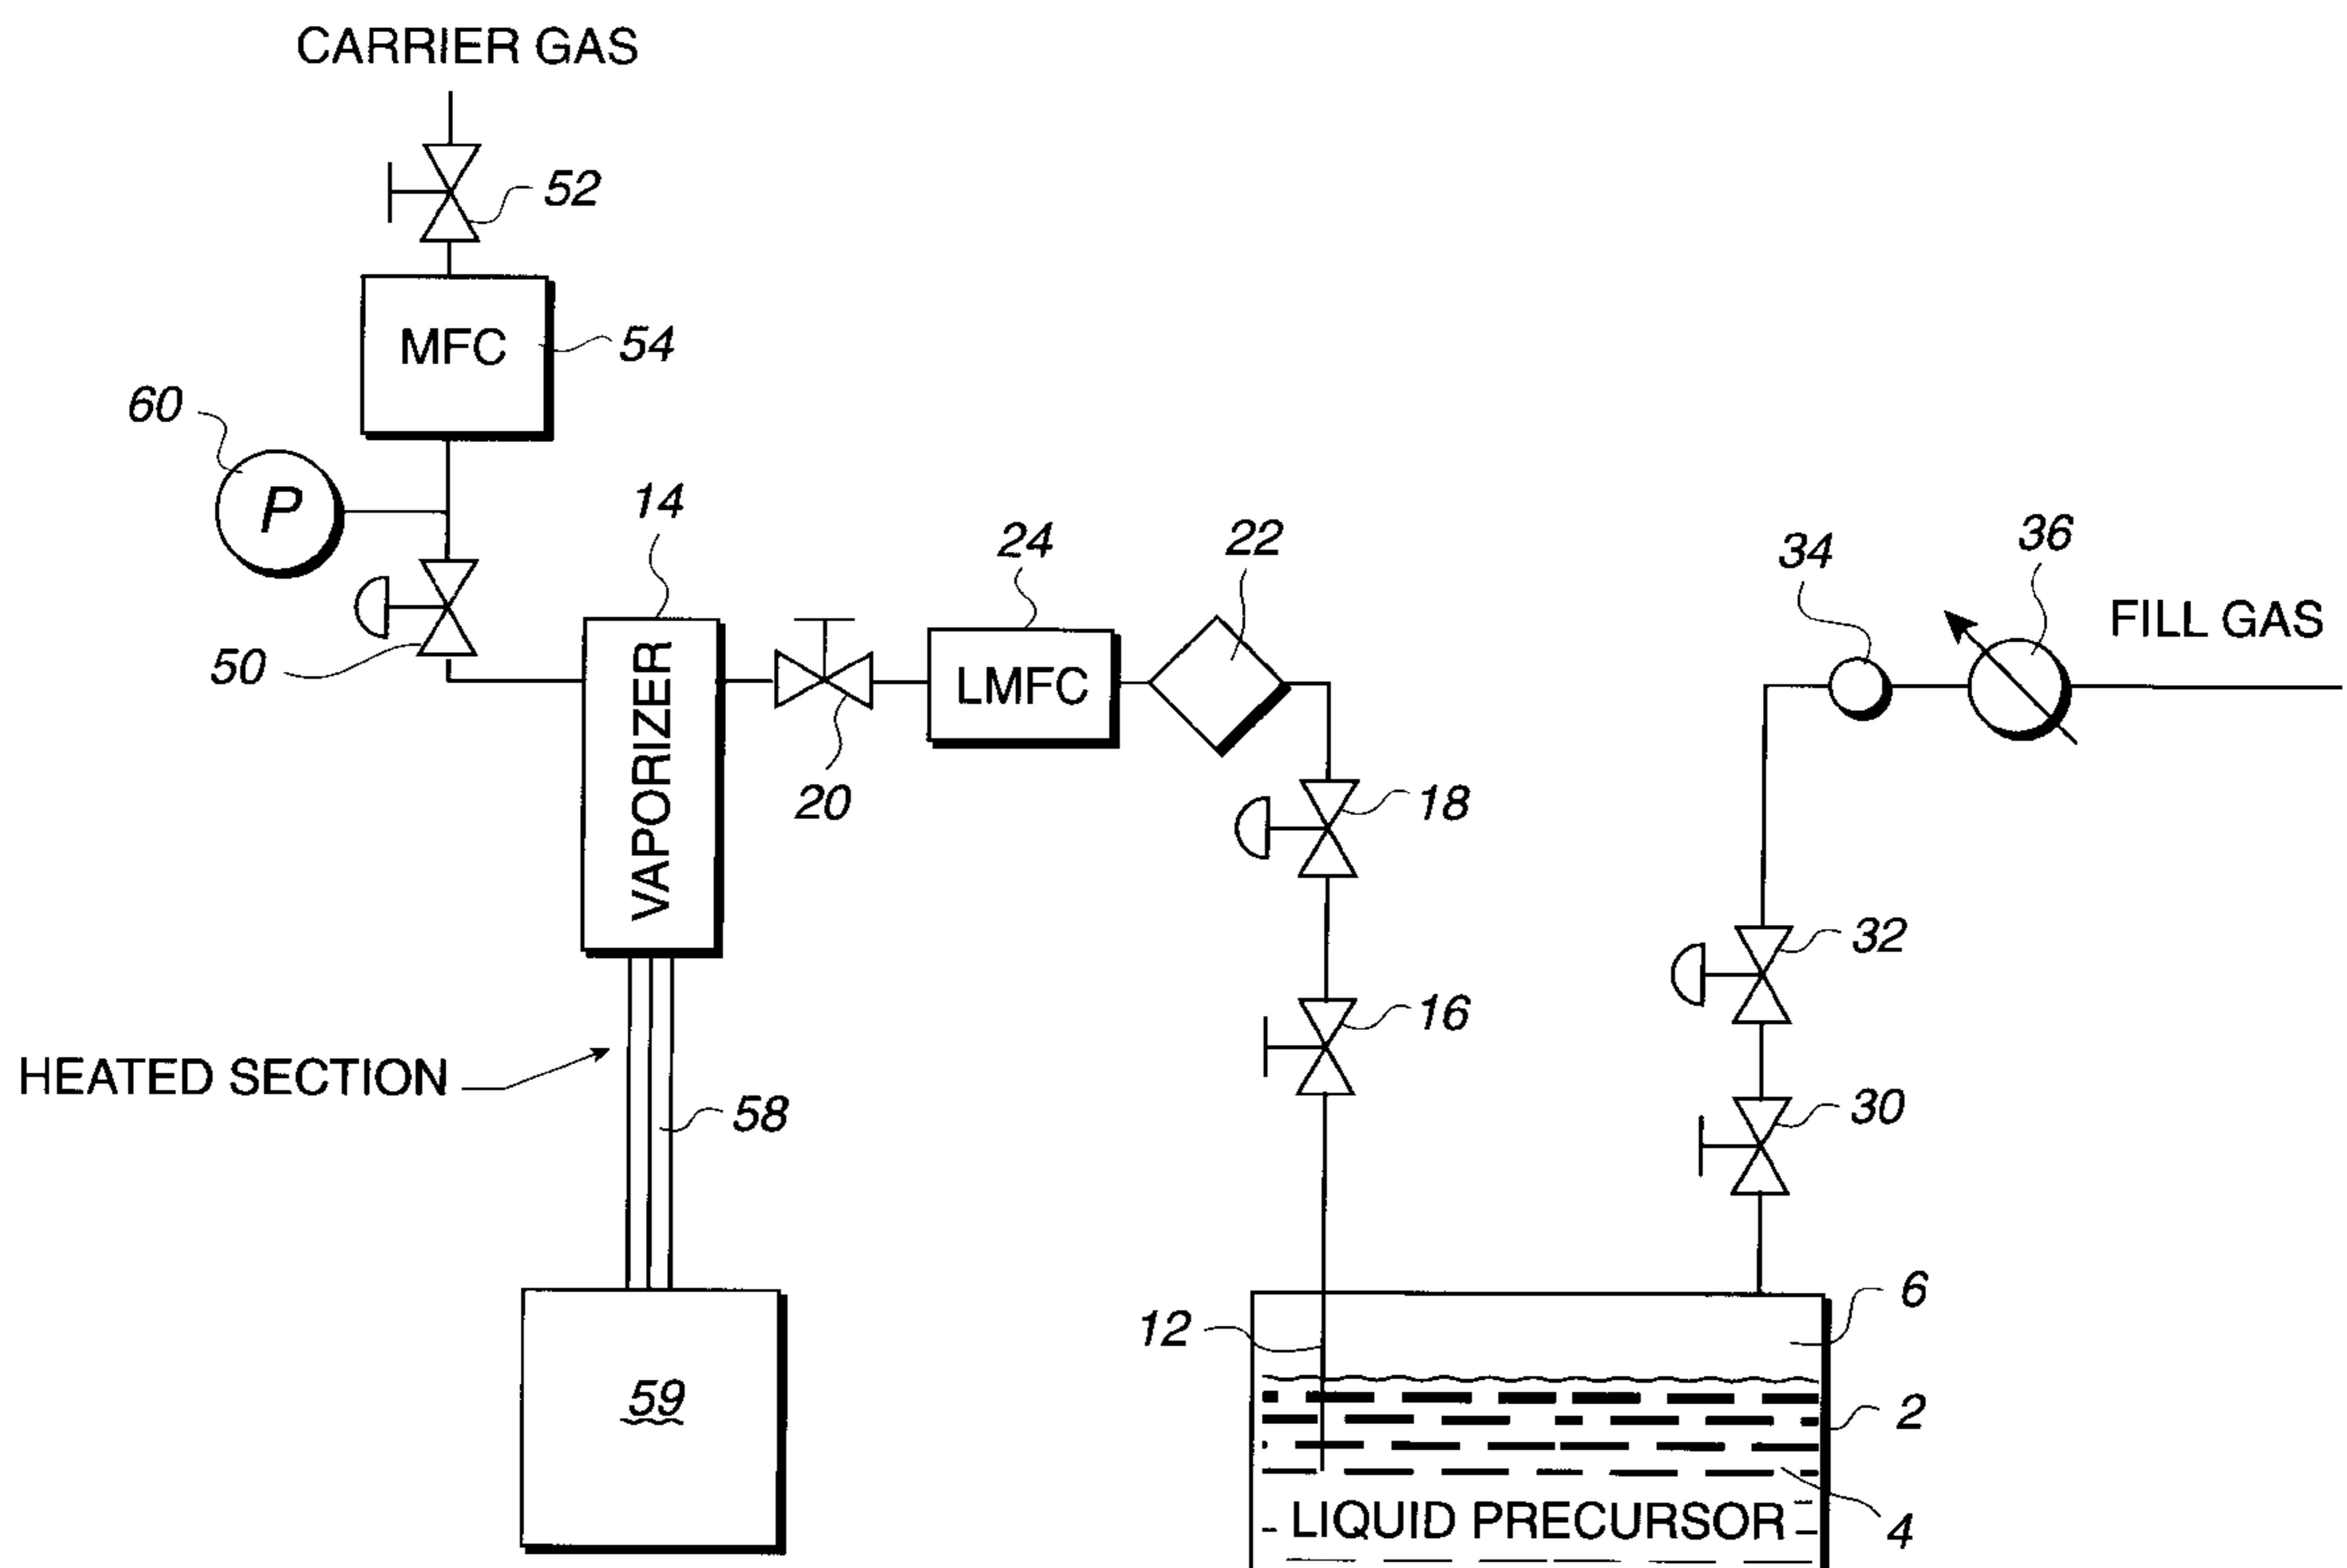 CARRIER GAS
52
MFC
54
60
P
50
14
VAPORIZER
20
24
LMFC
22
18
16
34
36
FILL GAS
32
30
HEATED SECTION
58
59
12
6
2
LIQUID PRECURSOR
4